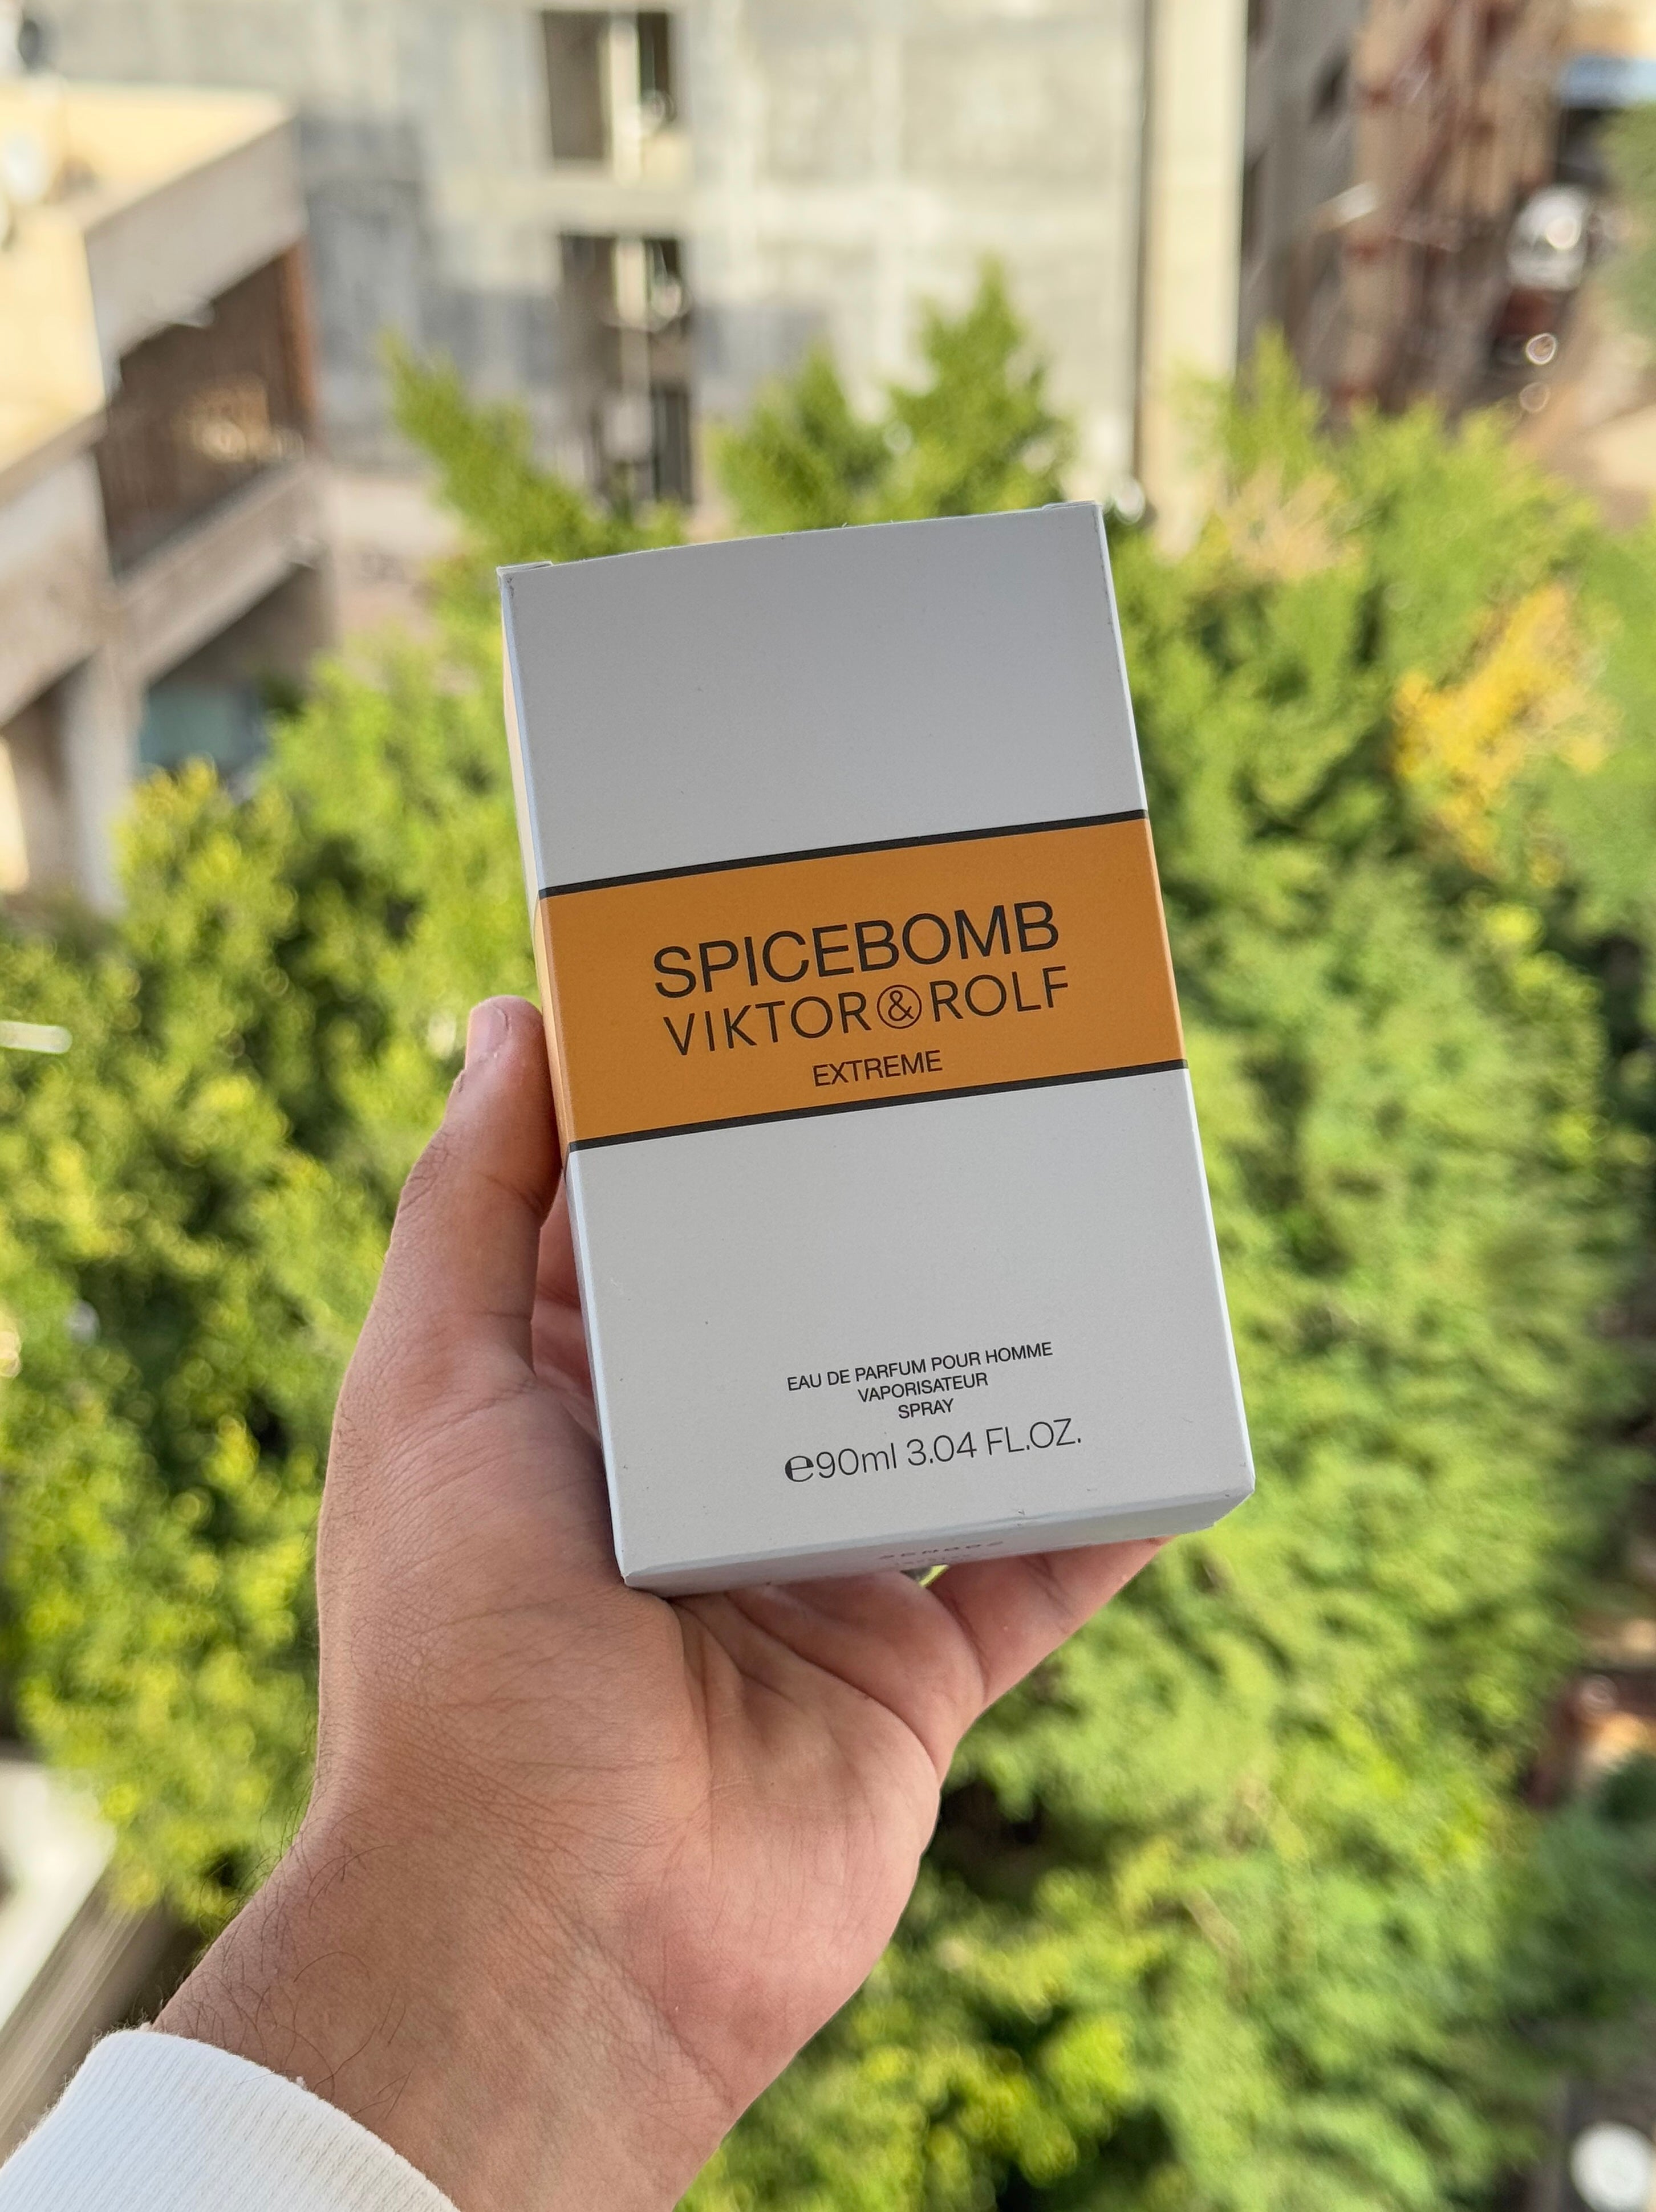 SPICEBOMB
VIKTOR&ROLF
EXTREME
EAU DE PARFUM POUR HOMME
VAPORISATEUR
SPRAY
℮90ml 3.04 FL.OZ.